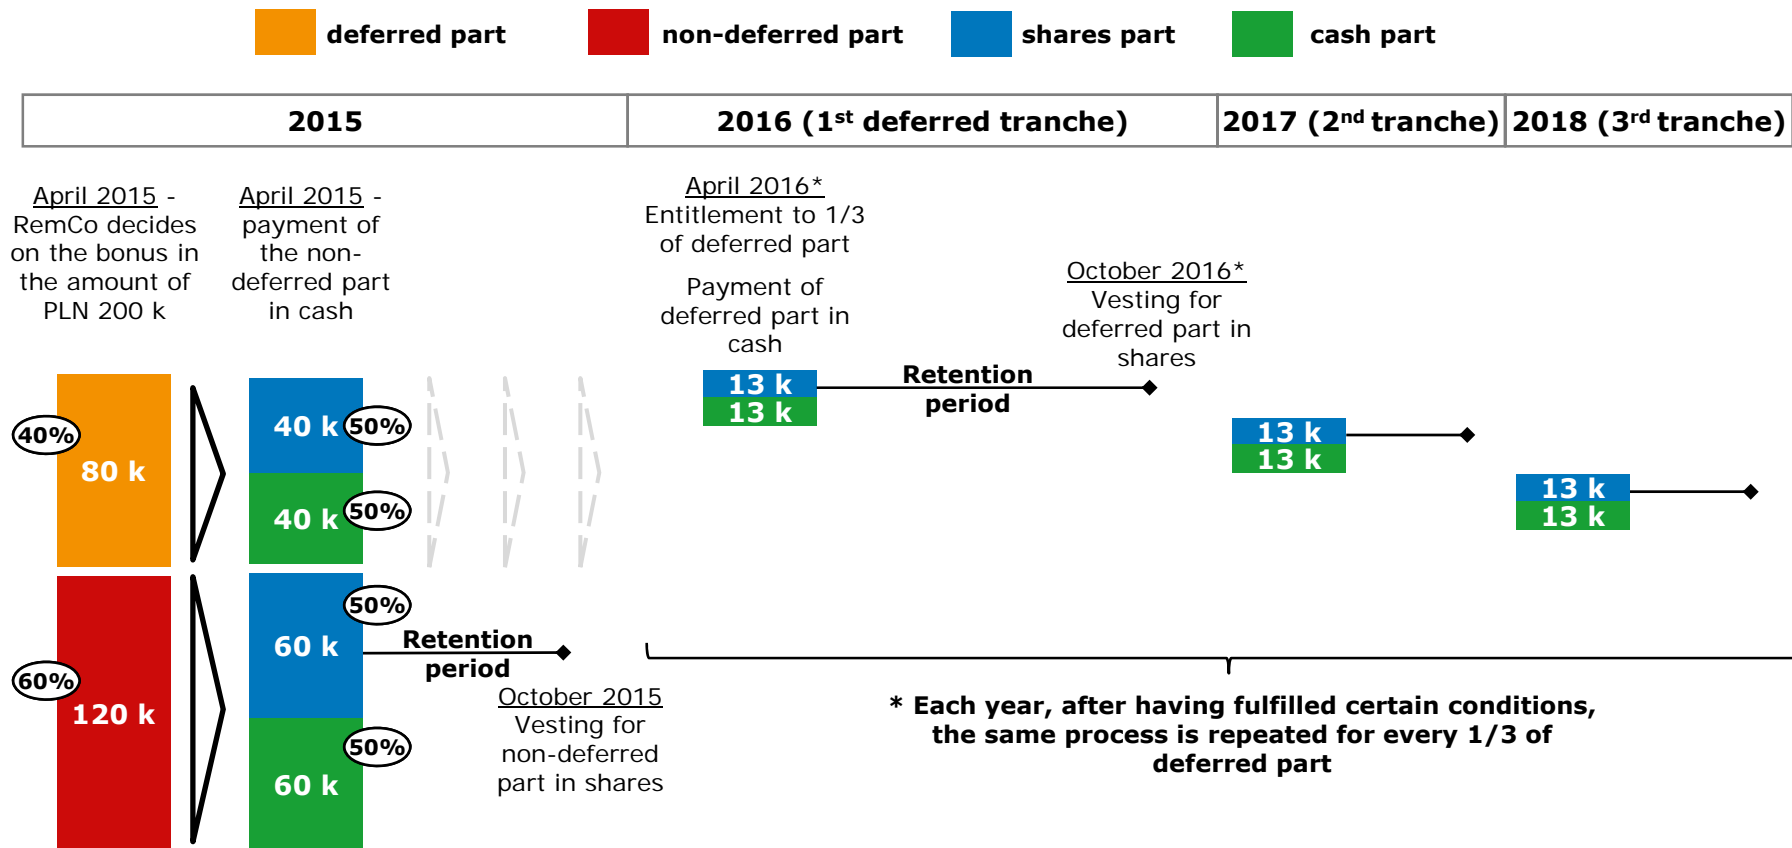 deferred part
non-deferred part
shares part
cash part
2015
2016 (1st deferred tranche)
2017 (2nd tranche)
2018 (3rd tranche)
April 2015 -
RemCo decides
on the bonus in
the amount of
PLN 200 k
April 2015 -
payment of
the non-
deferred part
in cash
April 2016*
Entitlement to 1/3
of deferred part
Payment of
deferred part in
cash
October 2016*
Vesting for
deferred part in
shares
40%
80 k
40 k
50%
40 k
50%
13 k
13 k
Retention
period
13 k
13 k
13 k
13 k
60%
120 k
60 k
50%
60 k
50%
Retention
period
October 2015
Vesting for
non-deferred
part in shares
* Each year, after having fulfilled certain conditions,
the same process is repeated for every 1/3 of
deferred part